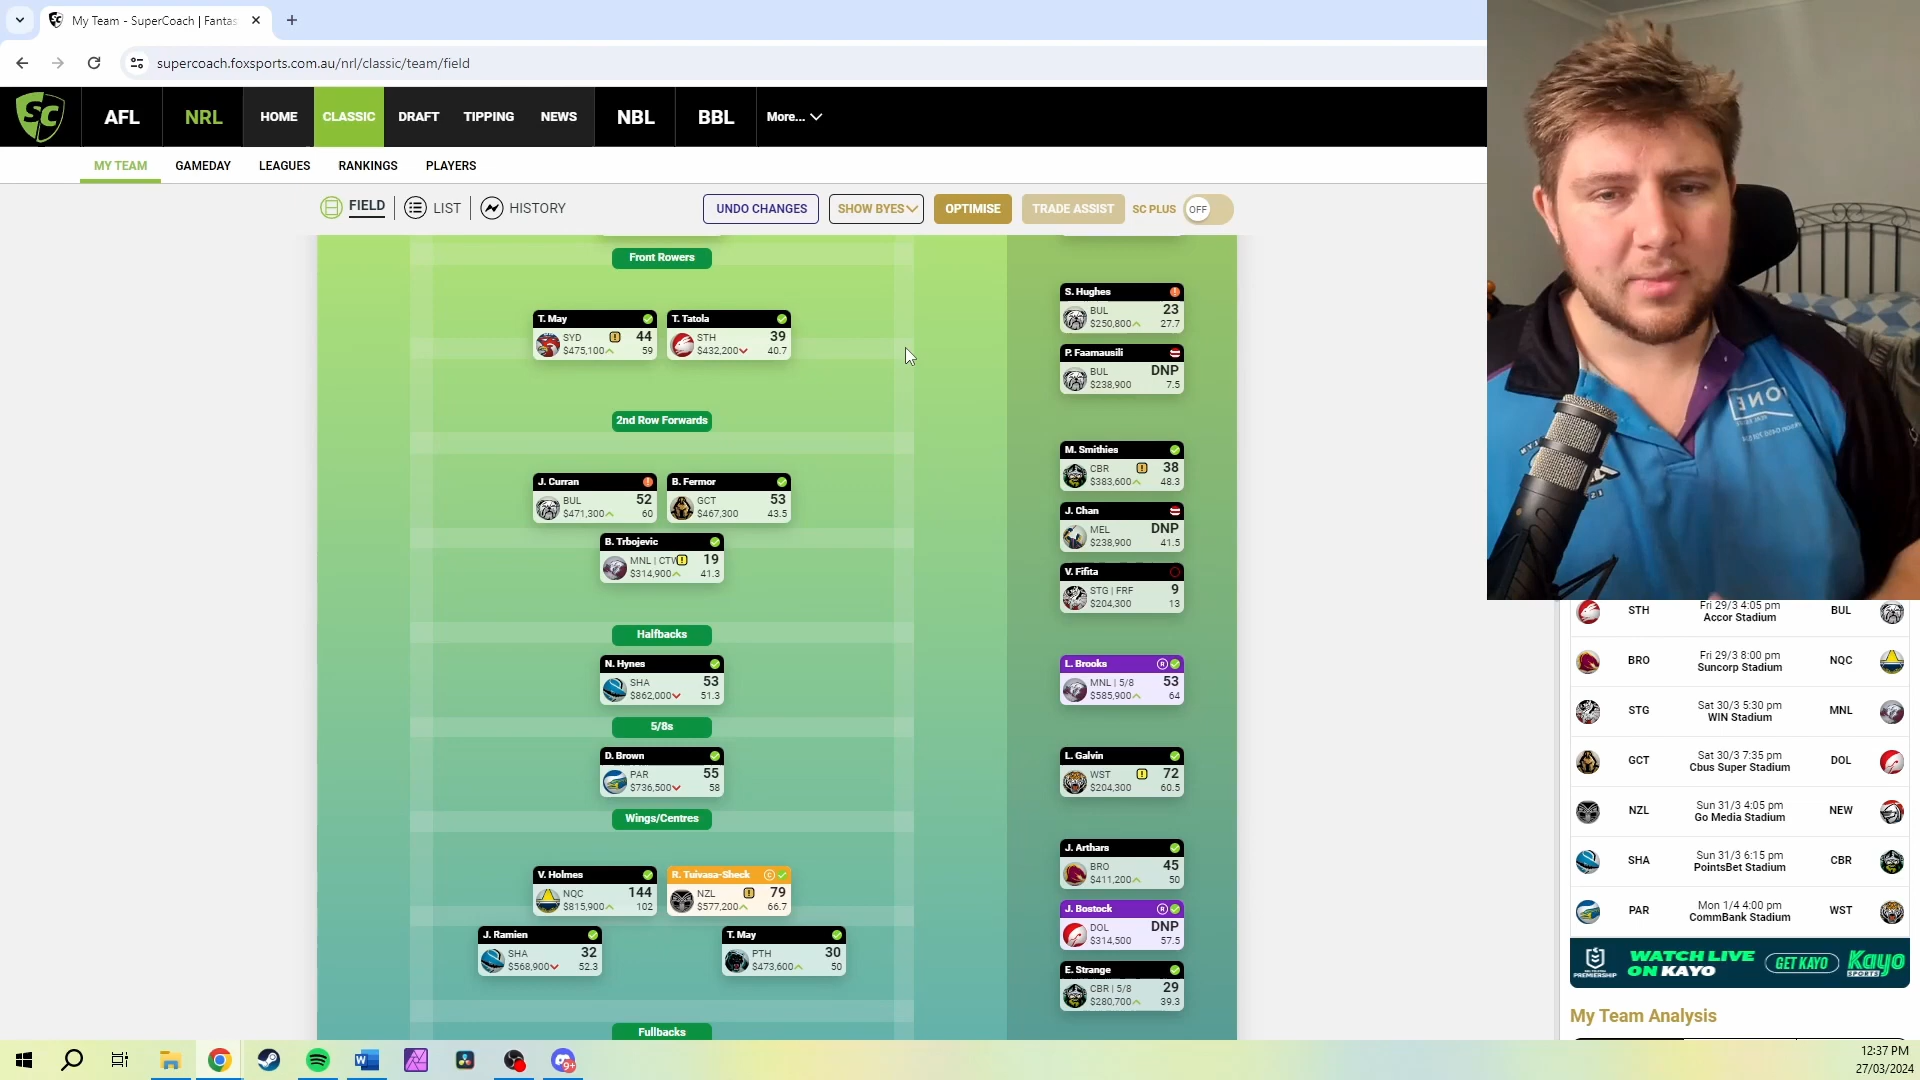 My Team - SuperCoach | Fantas
supercoach.foxsports.com.au/nrl/classic/team/field
SC
AFL
NRL
HOME
CLASSIC
DRAFT
TIPPING
NEWS
NBL
BBL
More...
MY TEAM
GAMEDAY
LEAGUES
RANKINGS
PLAYERS
FIELD
LIST
HISTORY
UNDO CHANGES
SHOW BYES
OPTIMISE
TRADE ASSIST
SC PLUS
OFF
Front Rowers
T. May
SYD 44
$475,100 59
T. Tatola
STH 39
$432,200 40.7
2nd Row Forwards
J. Curran
BUL 52
$471,300 60
B. Fermor
GCT 53
$467,300 43.5
B. Trbojevic
MNL | CTW 19
$314,900 41.3
Halfbacks
N. Hynes
SHA 53
$862,000 51.3
5/8s
D. Brown
PAR 55
$736,500 58
Wings/Centres
V. Holmes
NQC 144
$815,900 102
R. Tuivasa-Sheck C
NZL 79
$577,200 66.7
J. Ramien
SHA 32
$568,900 52.3
T. May
PTH 30
$473,600 50
Fullbacks
S. Hughes
BUL 23
$250,800 27.7
P. Faamausili
BUL DNP
$238,900 7.5
M. Smithies
CBR 38
$383,600 48.3
J. Chan
MEL DNP
$238,900 41.5
V. Fifita
STG | FRF 9
$204,300 13
L. Brooks R
MNL | 5/8 53
$585,900 64
L. Galvin
WST 72
$204,300 60.5
J. Arthars
BRO 45
$411,200 50
J. Bostock R
DOL DNP
$314,500 57.5
E. Strange
CBR | 5/8 29
$280,700 39.3
ONE
STH Fri 29/3 4:05 pm BUL
Accor Stadium
BRO Fri 29/3 8:00 pm NQC
Suncorp Stadium
STG Sat 30/3 5:30 pm MNL
WIN Stadium
GCT Sat 30/3 7:35 pm DOL
Cbus Super Stadium
NZL Sun 31/3 4:05 pm NEW
Go Media Stadium
SHA Sun 31/3 6:15 pm CBR
PointsBet Stadium
PAR Mon 1/4 4:00 pm WST
CommBank Stadium
WATCH LIVE
ON KAYO
GET KAYO
Kayo
SPORTS
My Team Analysis
9+
12:37 PM
27/03/2024